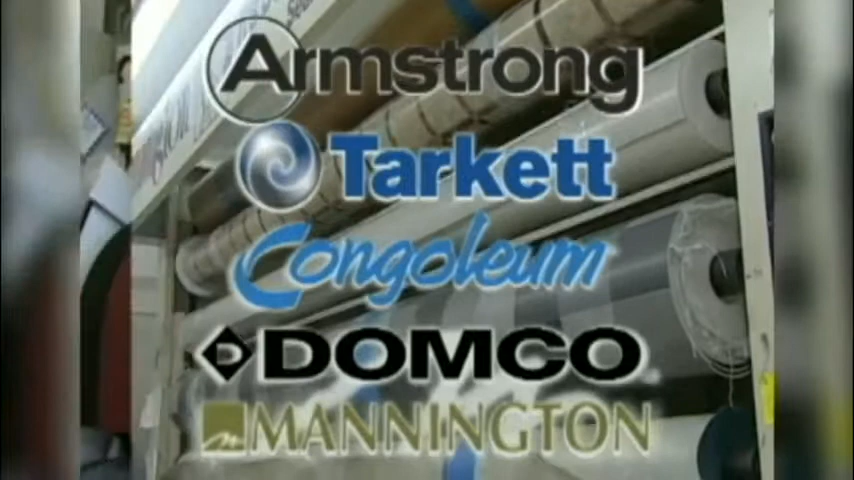 Armstrong
Tarkett
Congoleum
DOMCO
MANNINGTON